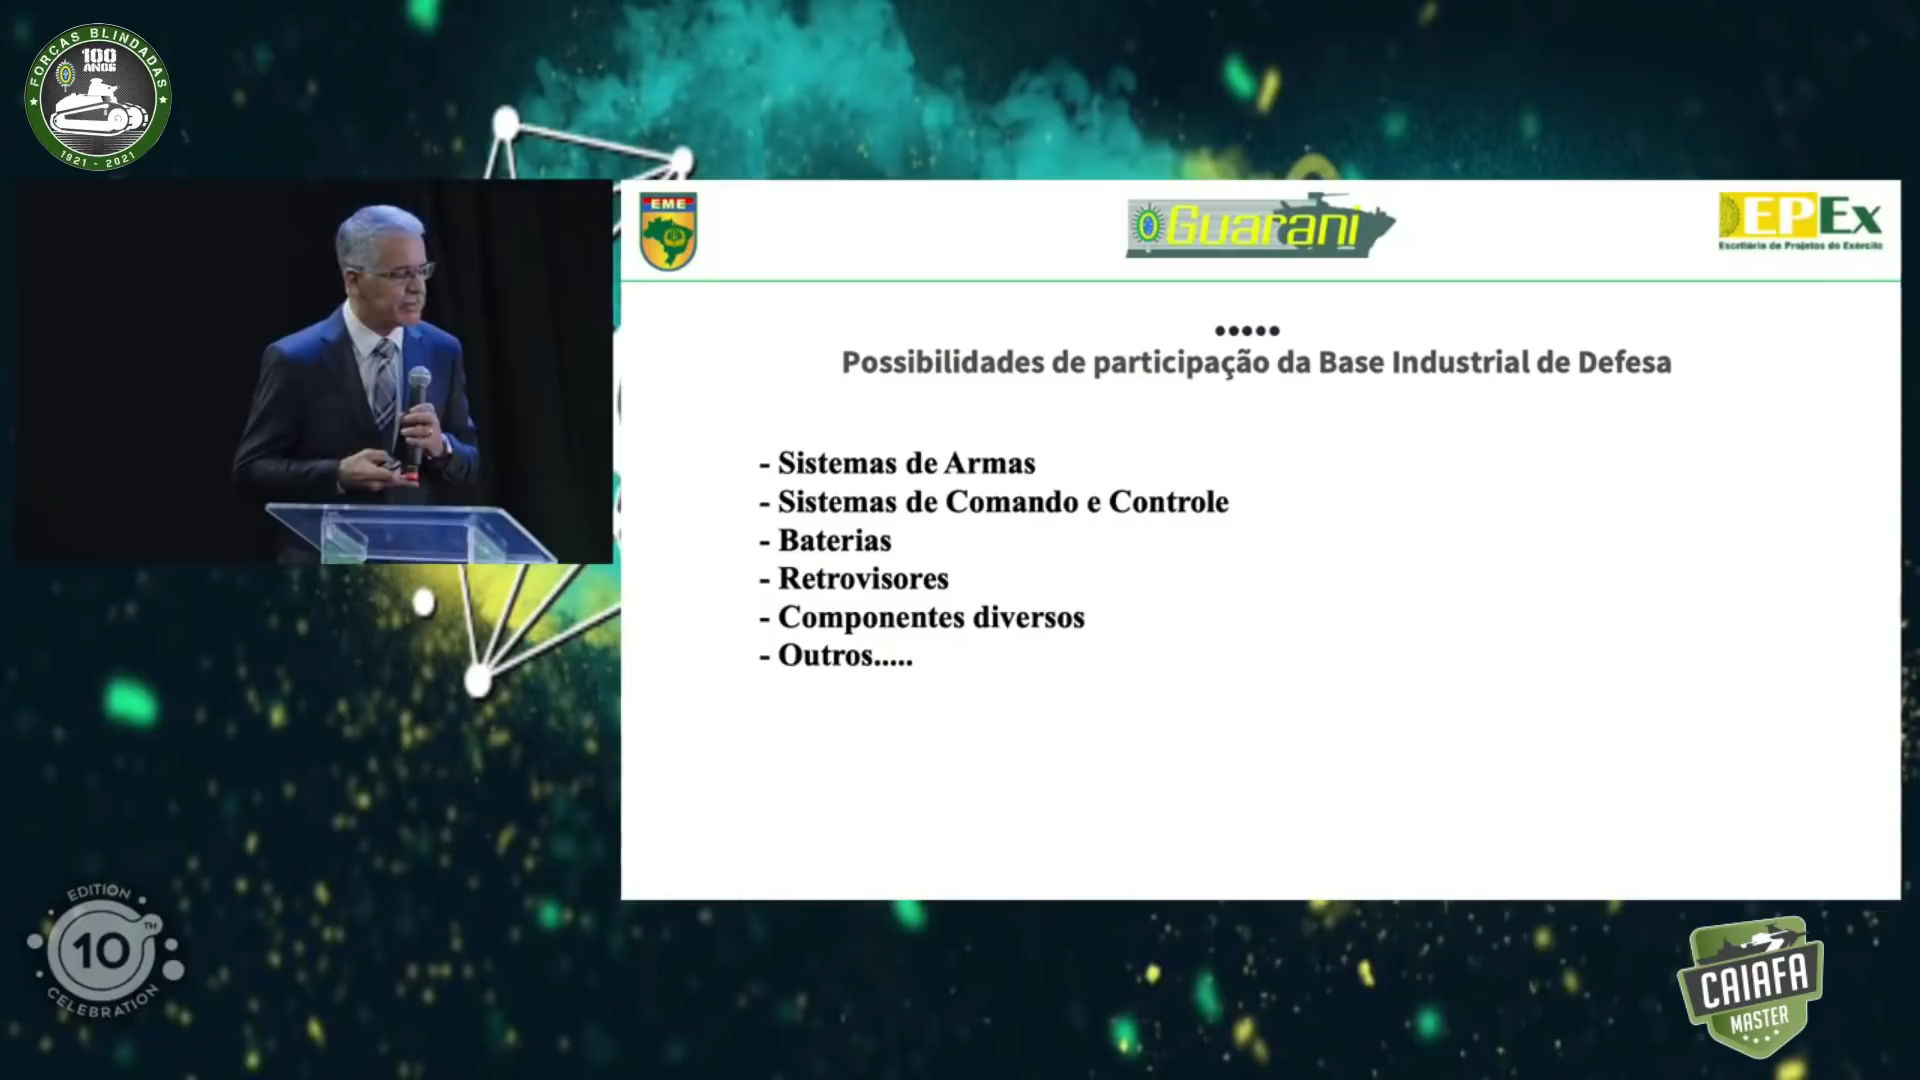 FORÇAS BLINDADAS
100
ANOS
1921 - 2021
EME
Guarani
EPEx
Escritório de Projetos do Exército
•••••
Possibilidades de participação da Base Industrial de Defesa
- Sistemas de Armas
- Sistemas de Comando e Controle
- Baterias
- Retrovisores
- Componentes diversos
- Outros.....
EDITION
10TH
CELEBRATION
CAIAFA
MASTER